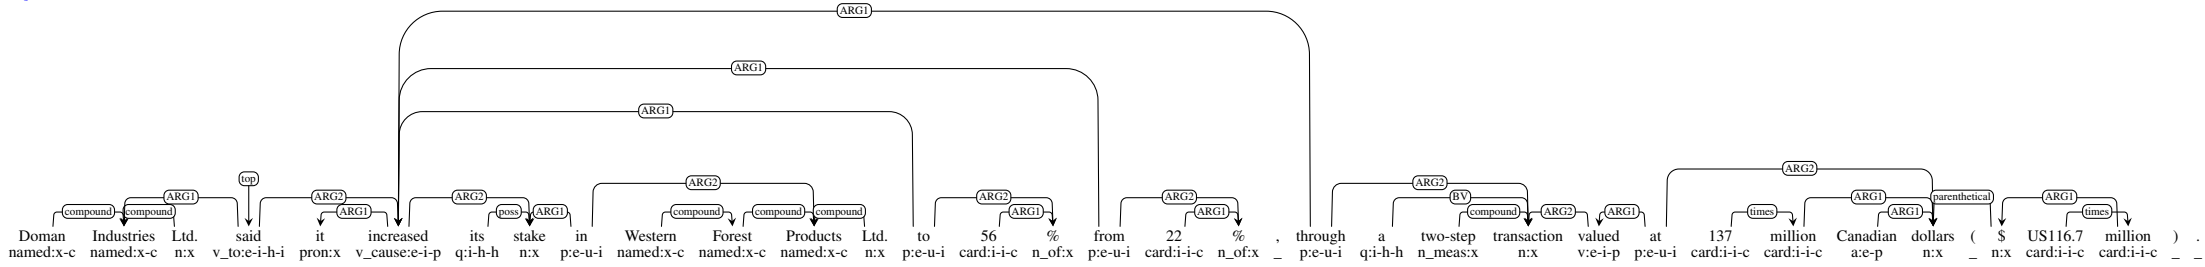 ARG1
ARG1
ARG1
top
ARG2
ARG2
ARG1 ARG2 ARG2 ARG2 ARG2 ARG2 BV ARG1 parenthetical ARG1
compound compound ARG1 poss ARG1 compound compound compound ARG1 ARG1 compound ARG2 ARG1 times ARG1 times
Doman Industries Ltd. said it increased its stake in Western Forest Products Ltd. to 56 % from 22 % , through a two-step transaction valued at 137 million Canadian dollars ( $ US116.7 million ) .
named:x-c named:x-c n:x v_to:e-i-h-i pron:x v_cause:e-i-p q:i-h-h n:x p:e-u-i named:x-c named:x-c named:x-c n:x p:e-u-i card:i-i-c n_of:x p:e-u-i card:i-i-c n_of:x _ p:e-u-i q:i-h-h n_meas:x n:x v:e-i-p p:e-u-i card:i-i-c card:i-i-c a:e-p n:x _ n:x card:i-i-c card:i-i-c _ _